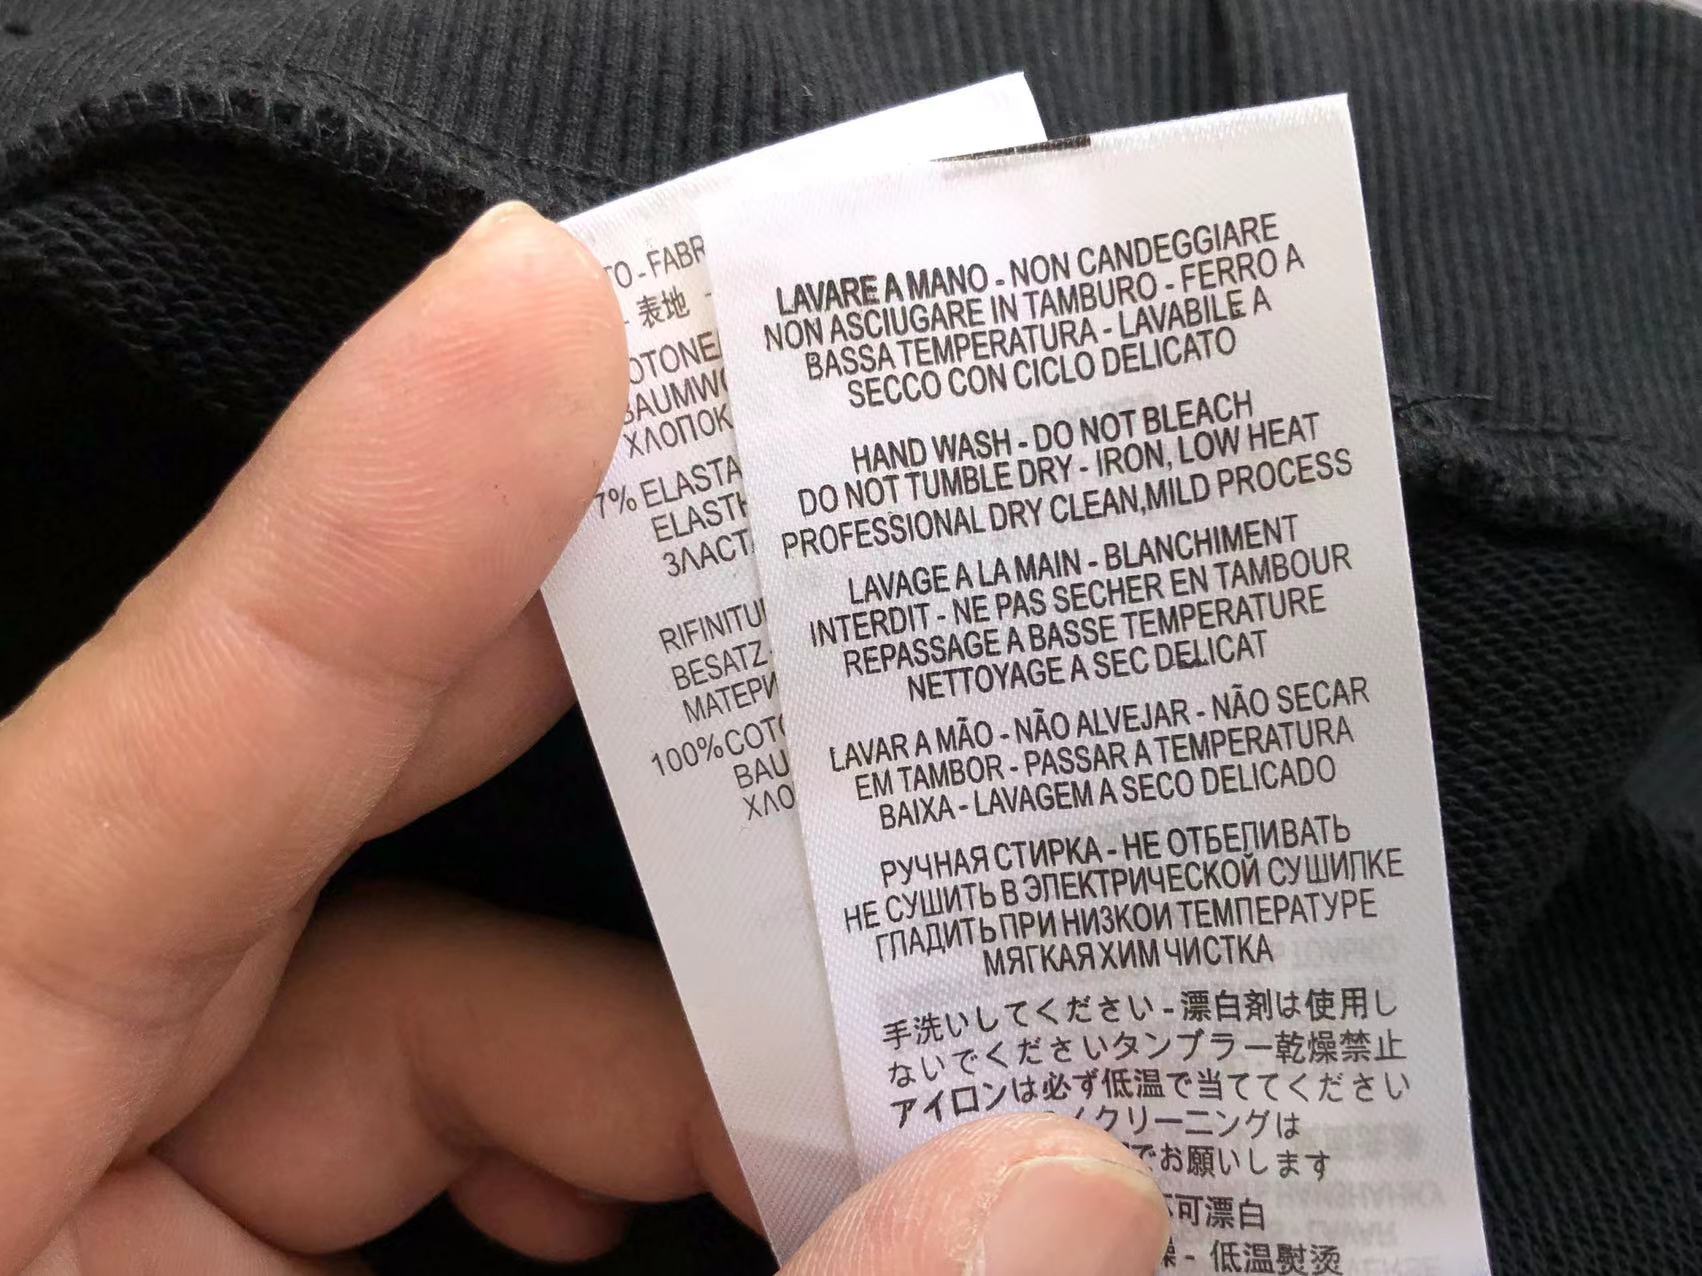 TO - FABR
表地 -
OTONE
BAUMW
ХЛОПОК
7% ELASTA
ELASTH
ЗЛАСТ
RIFINITU
BESATZ-
МАТЕРИ
100% COTO
BAU
ХЛО
LAVARE A MANO - NON CANDEGGIARE
NON ASCIUGARE IN TAMBURO - FERRO A
BASSA TEMPERATURA - LAVABILE A
SECCO CON CICLO DELICATO
HAND WASH - DO NOT BLEACH
DO NOT TUMBLE DRY - IRON, LOW HEAT
PROFESSIONAL DRY CLEAN,MILD PROCESS
LAVAGE A LA MAIN - BLANCHIMENT
INTERDIT - NE PAS SECHER EN TAMBOUR
REPASSAGE A BASSE TEMPERATURE
NETTOYAGE A SEC DELICAT
LAVAR A MÃO - NÃO ALVEJAR - NÃO SECAR
EM TAMBOR - PASSAR A TEMPERATURA
BAIXA - LAVAGEM A SECO DELICADO
РУЧНАЯ СТИРКА - НЕ ОТБЕПИВАТЬ
НЕ СУШИТЬ В ЭПЕКТРИЧЕСКОЙ СУШИПКЕ
ГПАДИТЬ ПРИ НИЗКОИ ТЕМПЕРАТУРЕ
МЯГКАЯ ХИМ ЧИСТКА
手洗いしてください - 漂白剤は使用し
ないでくださいタンブラー乾燥禁止
アイロンは必ず低温で当ててください
クリーニングは
でお願いします
可漂白
燥 - 低温熨烫